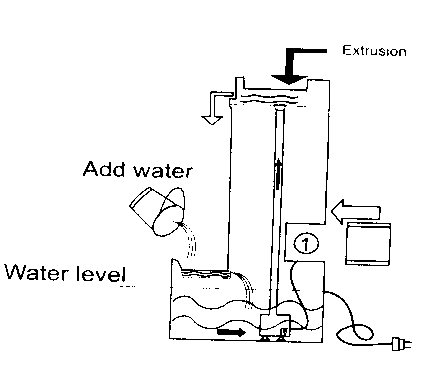 Extrusion
Add water
1
Water level